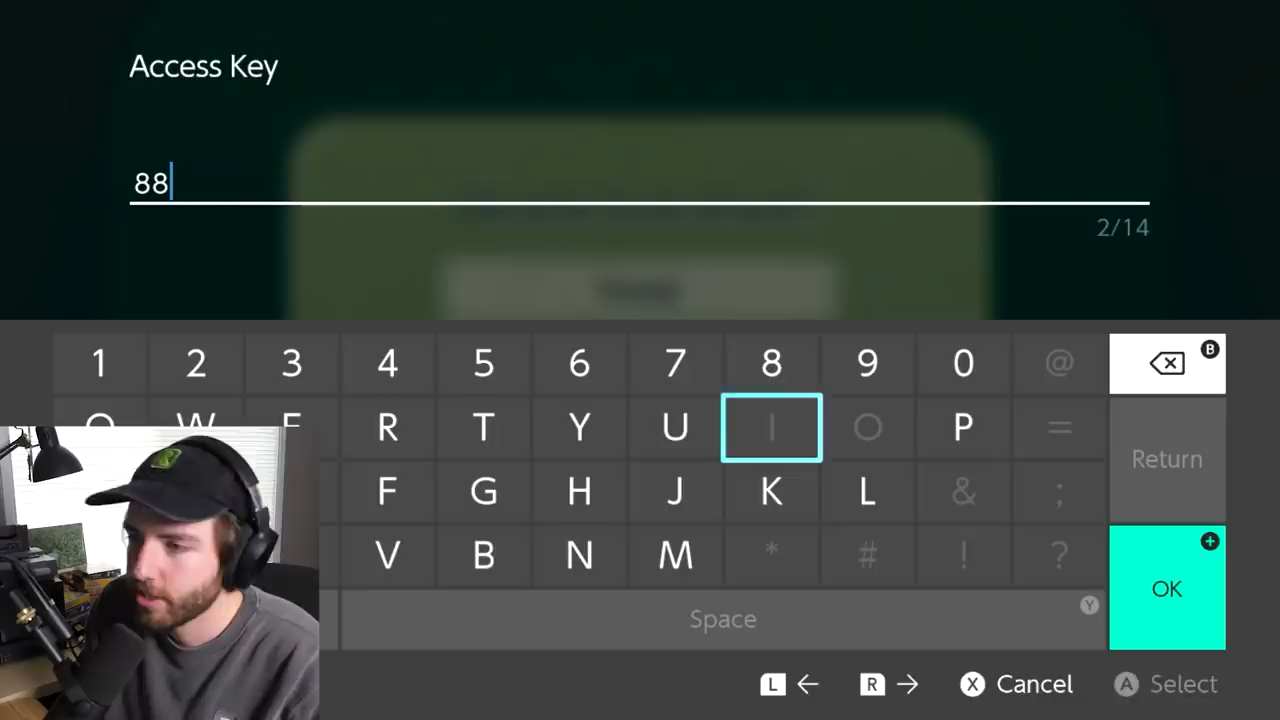 Access Key
88
2/14
1 2 3 4 5 6 7 8 9 0 @ B
Q W E R T Y U I O P = Return
F G H J K L & ;
V B N M * # ! ? + OK
Space Y
L ← R → X Cancel A Select